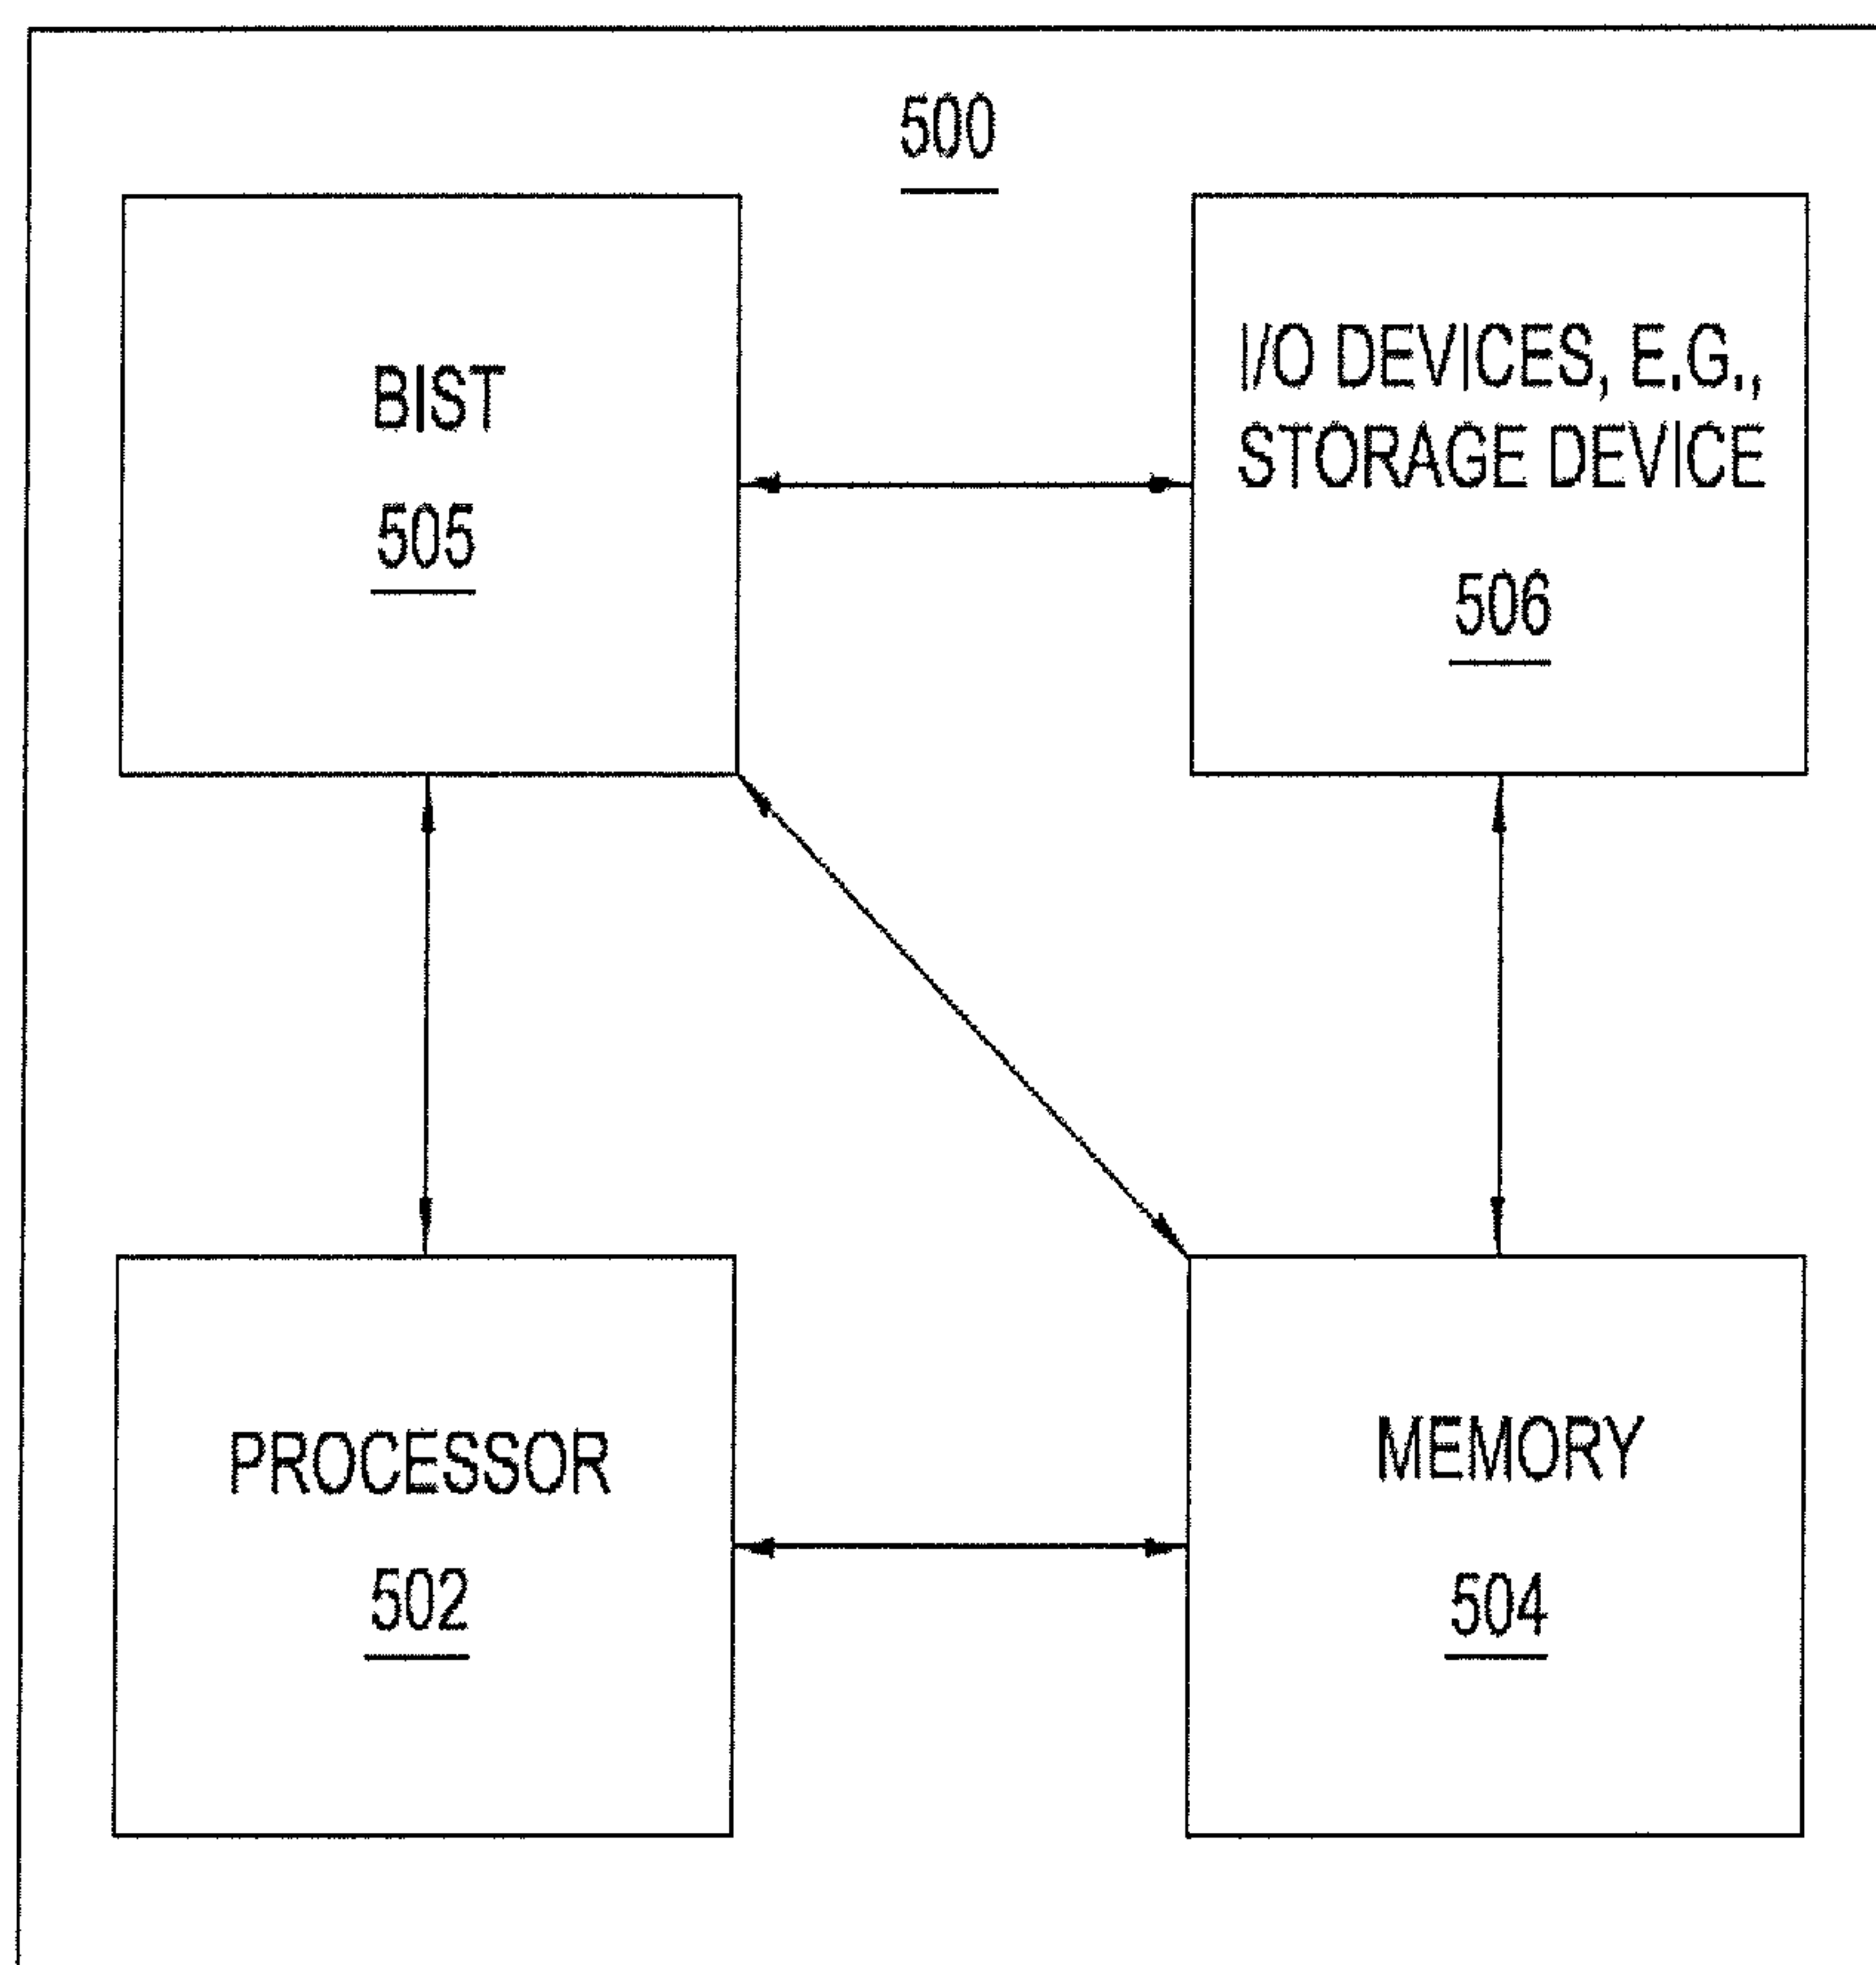 500
BIST
505
I/O DEVICES, E.G.,
STORAGE DEVICE
506
PROCESSOR
502
MEMORY
504